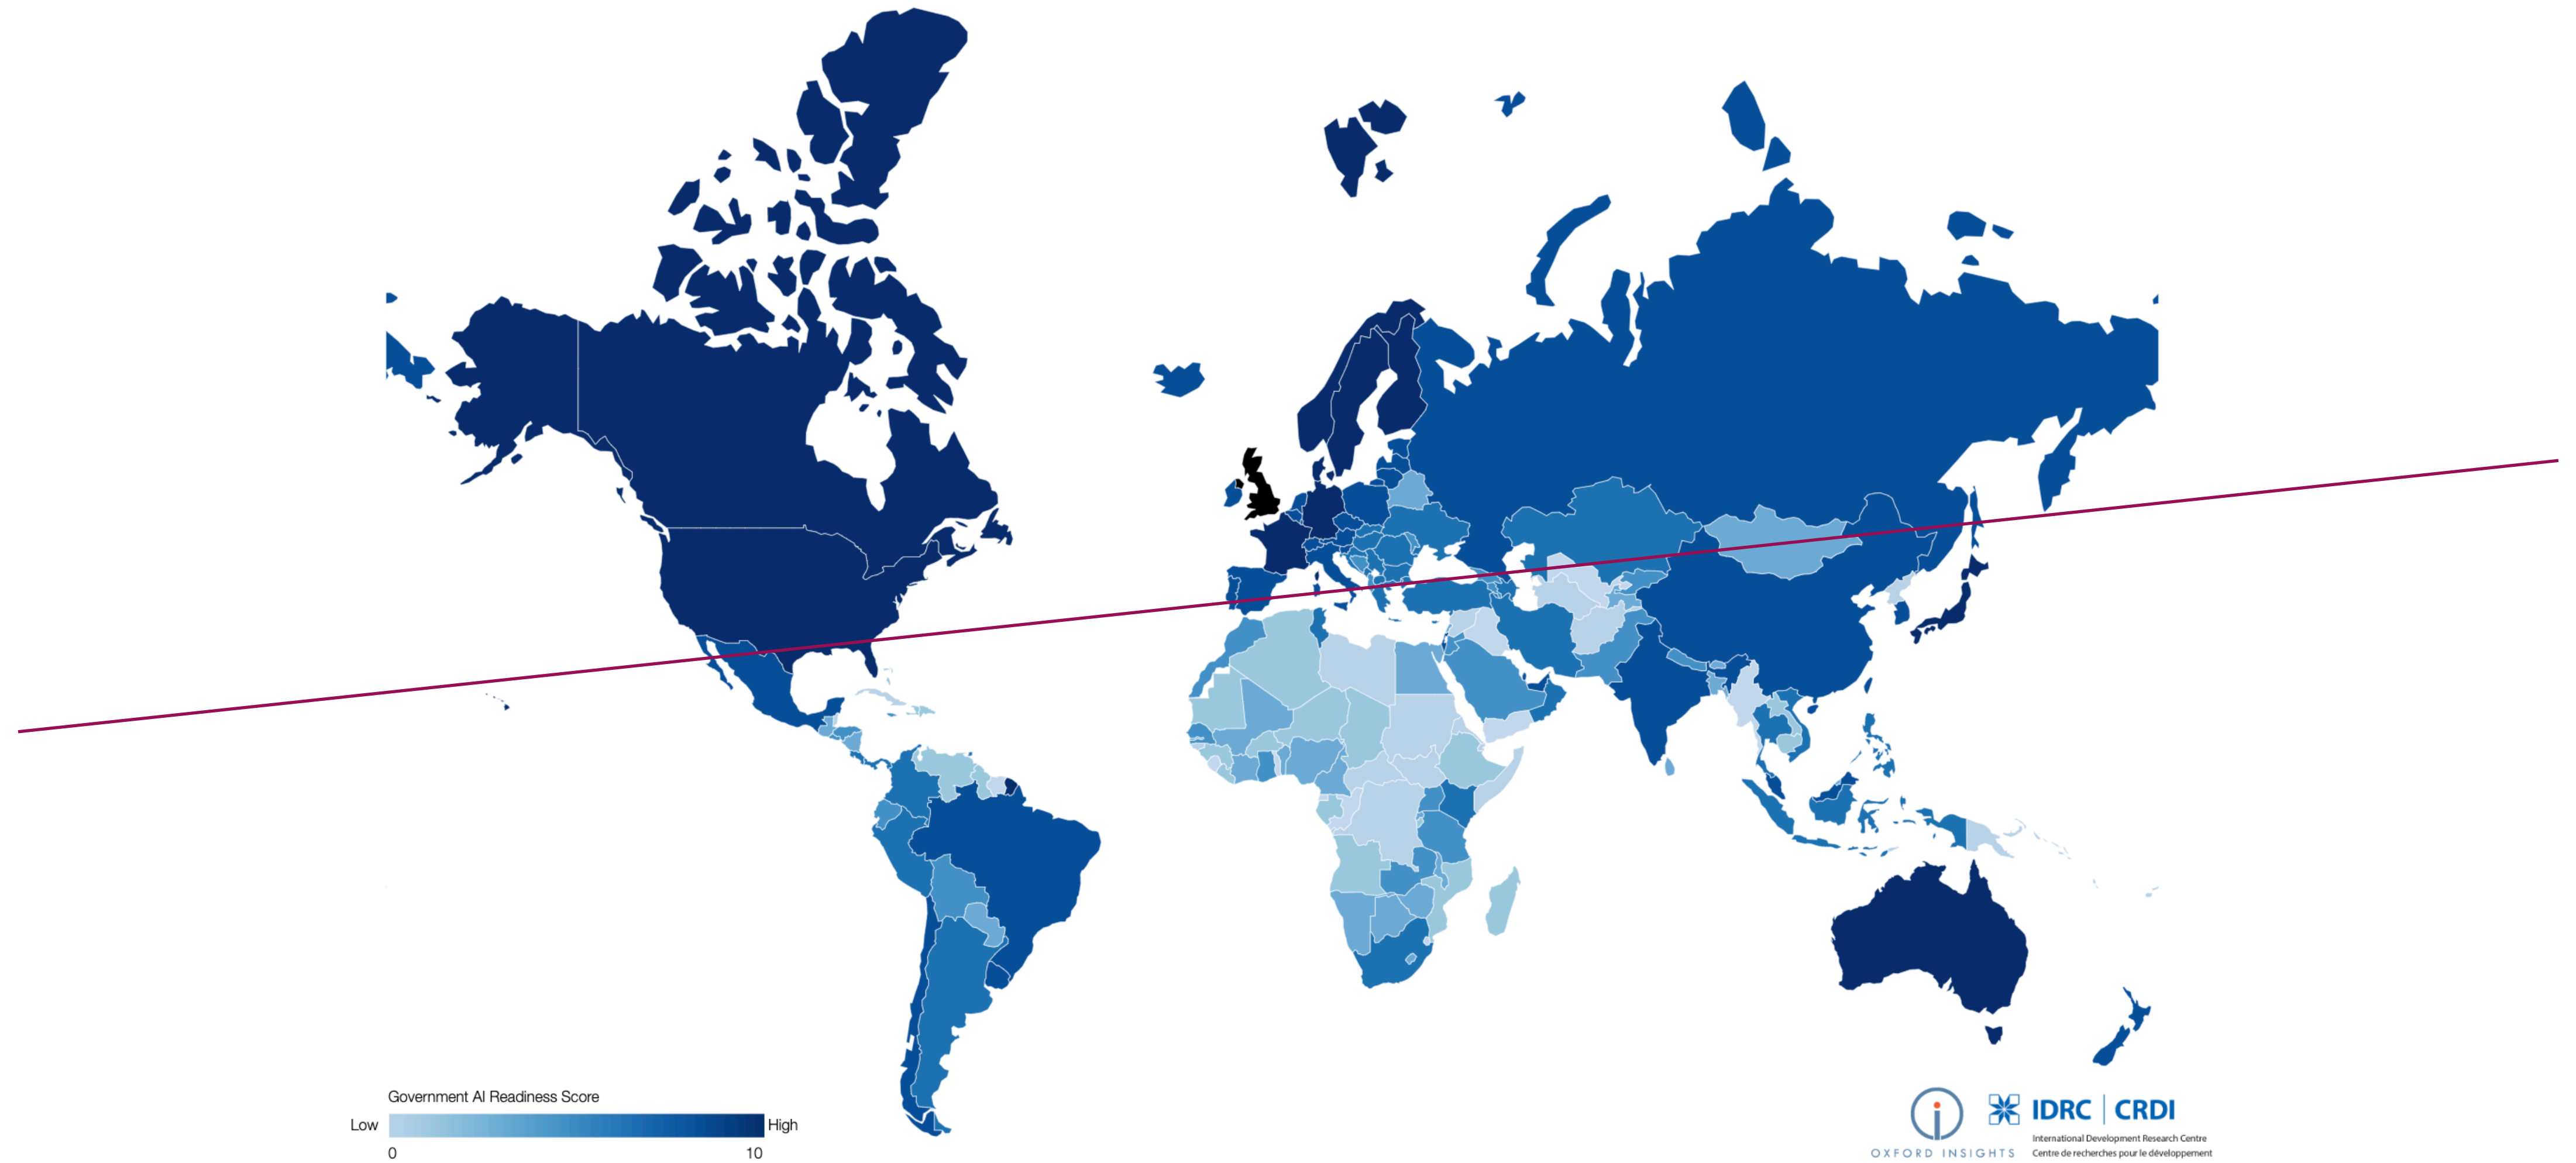 Government AI Readiness Score
Low
High
0
10
OXFORD INSIGHTS
IDRC | CRDI
International Development Research Centre
Centre de recherches pour le développement